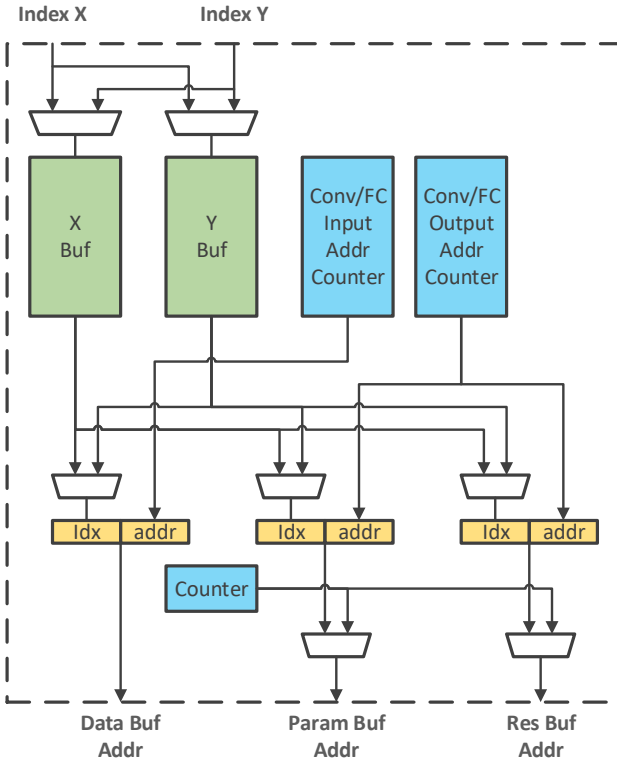 Index X
Index Y
X
Buf
Y
Buf
Conv/FC
Input
Addr
Counter
Conv/FC
Output
Addr
Counter
Idx
addr
Idx
addr
Idx
addr
Counter
Data Buf
Addr
Param Buf
Addr
Res Buf
Addr